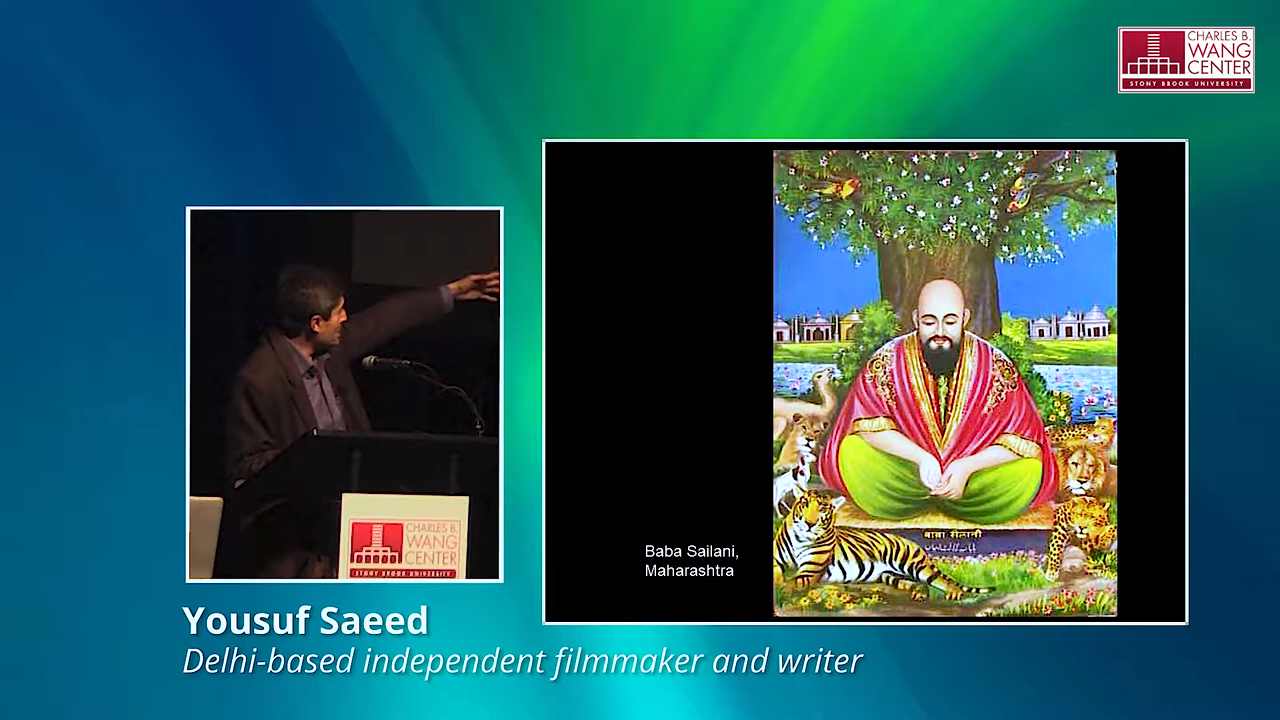 CHARLES B.
WANG
CENTER
STONY BROOK UNIVERSITY
CHARLES B.
WANG
CENTER
STONY BROOK UNIVERSITY
Baba Sailani,
Maharashtra
बाबा सैलानी
Yousuf Saeed
Delhi-based independent filmmaker and writer